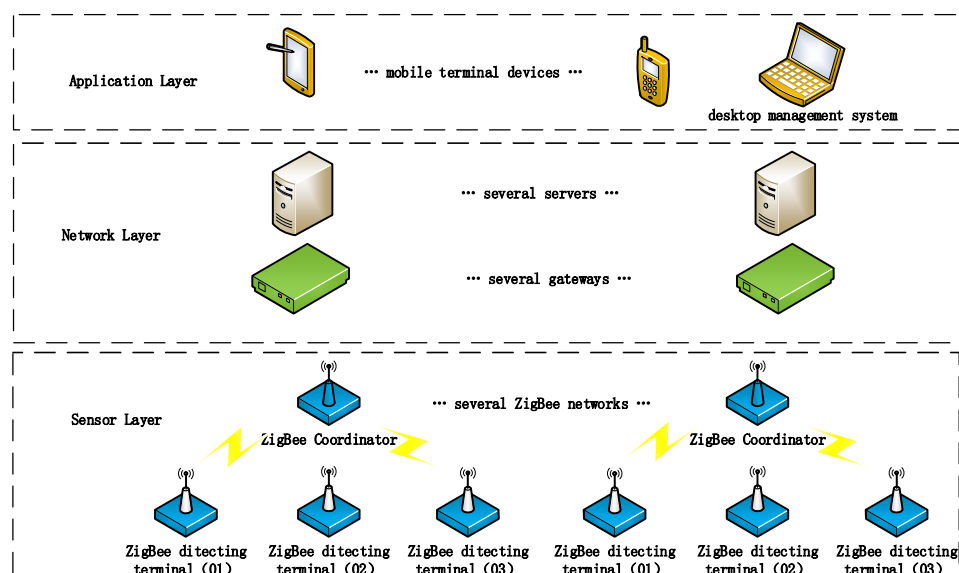 Application Layer
… mobile terminal devices …
desktop management system
Network Layer
… several servers …
… several gateways …
Sensor Layer
… several ZigBee networks …
ZigBee Coordinator
ZigBee Coordinator
ZigBee ditecting
terminal (01)
ZigBee ditecting
terminal (02)
ZigBee ditecting
terminal (03)
ZigBee ditecting
terminal (01)
ZigBee ditecting
terminal (02)
ZigBee ditecting
terminal (03)